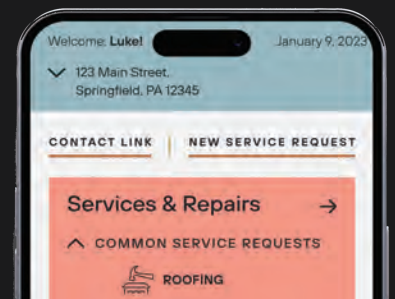 Welcome, Luke! January 9, 2023
123 Main Street,
Springfield, PA 12345
CONTACT LINK | NEW SERVICE REQUEST
Services & Repairs
COMMON SERVICE REQUESTS
ROOFING